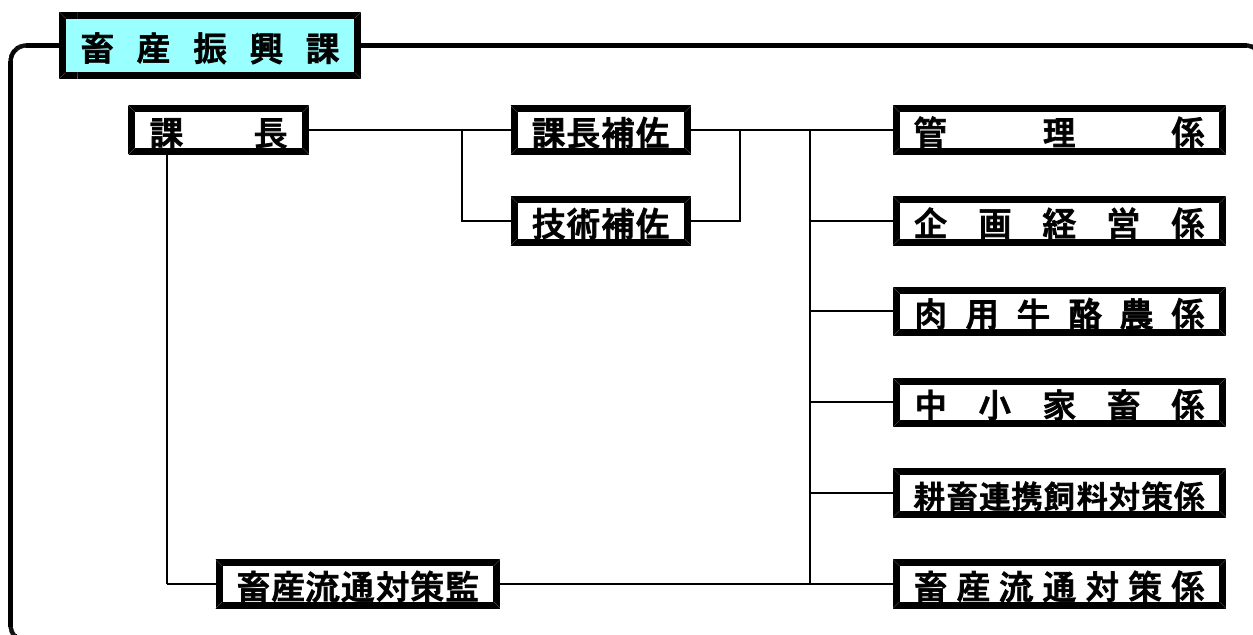 畜産振興課
課長
課長補佐
管理係
技術補佐
企画経営係
肉用牛酪農係
中小家畜係
耕畜連携飼料対策係
畜産流通対策監
畜産流通対策係